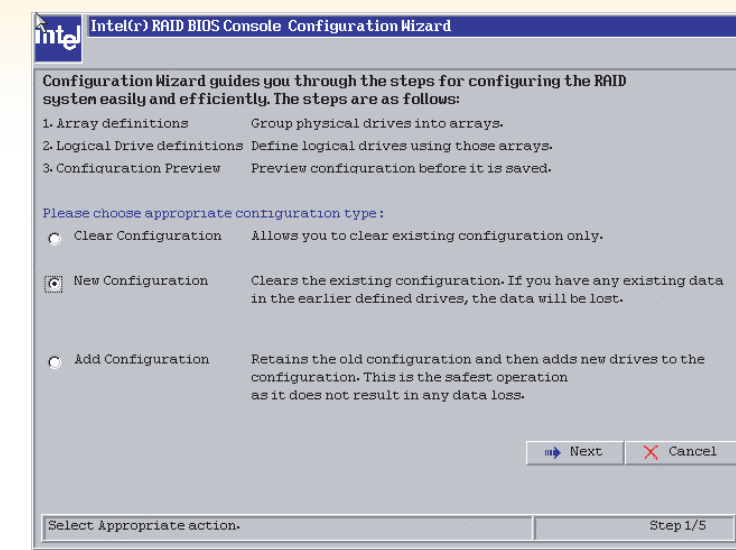 intel
Intel(r) RAID BIOS Console Configuration Wizard
Configuration Wizard guides you through the steps for configuring the RAID
system easily and efficiently. The steps are as follows:
1. Array definitions Group physical drives into arrays.
2. Logical Drive definitions Define logical drives using those arrays.
3. Configuration Preview Preview configuration before it is saved.
Please choose appropriate configuration type:
Clear Configuration Allows you to clear existing configuration only.
New Configuration Clears the existing configuration. If you have any existing data
in the earlier defined drives, the data will be lost.
Add Configuration Retains the old configuration and then adds new drives to the
configuration. This is the safest operation
as it does not result in any data loss.
Next Cancel
Select Appropriate action. Step 1/5